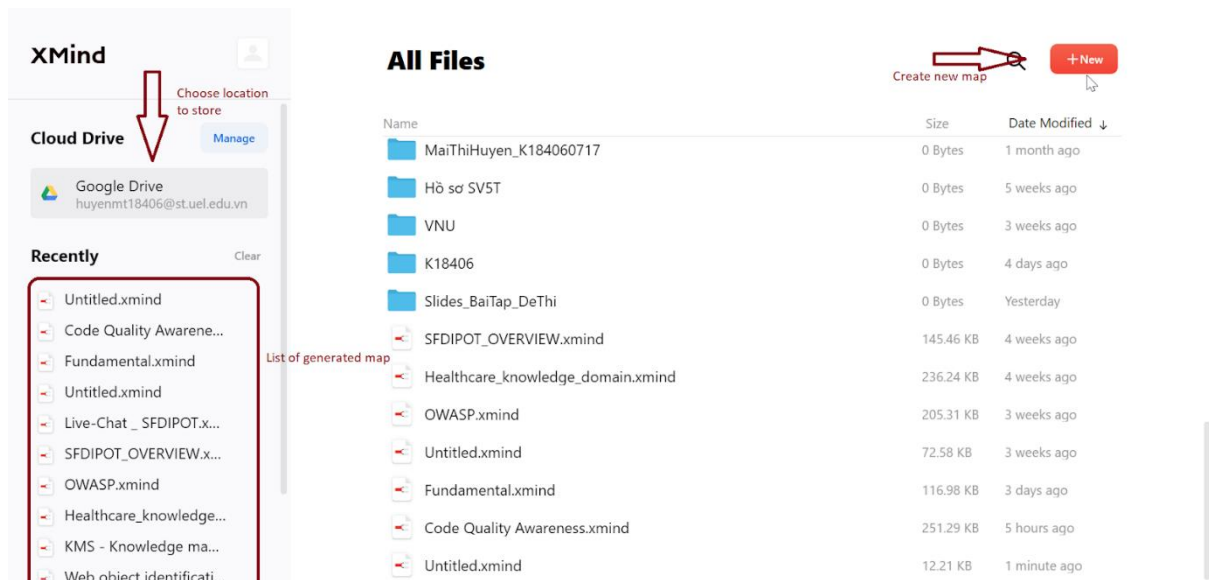 XMind
Choose location
to store
Cloud Drive
Manage
Google Drive
huyenmt18406@st.uel.edu.vn
Recently
Clear
Untitled.xmind
Code Quality Awarene...
Fundamental.xmind
Untitled.xmind
Live-Chat _ SFDIPOT.x...
SFDIPOT_OVERVIEW.x...
OWASP.xmind
Healthcare_knowledge...
KMS - Knowledge ma...
Web object identificati...
List of generated map
All Files
Create new map
+New
Name Size Date Modified ↓
MaiThiHuyen_K184060717 0 Bytes 1 month ago
Hồ sơ SV5T 0 Bytes 5 weeks ago
VNU 0 Bytes 3 weeks ago
K18406 0 Bytes 4 days ago
Slides_BaiTap_DeThi 0 Bytes Yesterday
SFDIPOT_OVERVIEW.xmind 145.46 KB 4 weeks ago
Healthcare_knowledge_domain.xmind 236.24 KB 4 weeks ago
OWASP.xmind 205.31 KB 3 weeks ago
Untitled.xmind 72.58 KB 3 weeks ago
Fundamental.xmind 116.98 KB 3 days ago
Code Quality Awareness.xmind 251.29 KB 5 hours ago
Untitled.xmind 12.21 KB 1 minute ago